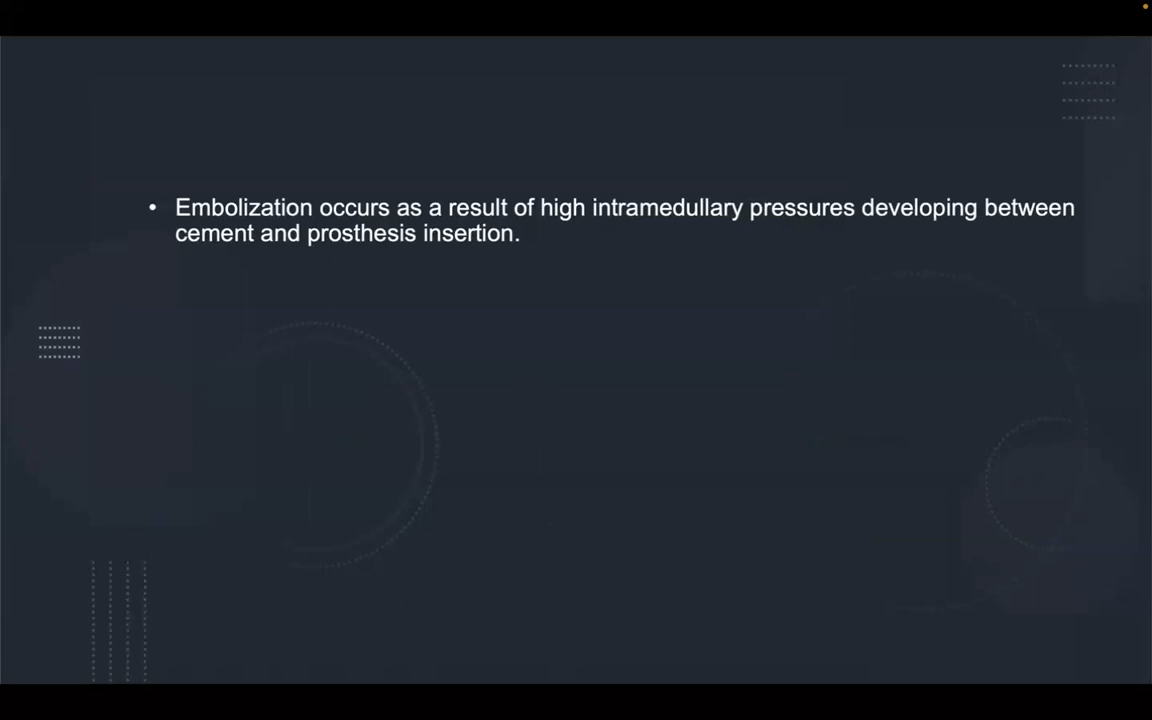 • Embolization occurs as a result of high intramedullary pressures developing between
cement and prosthesis insertion.